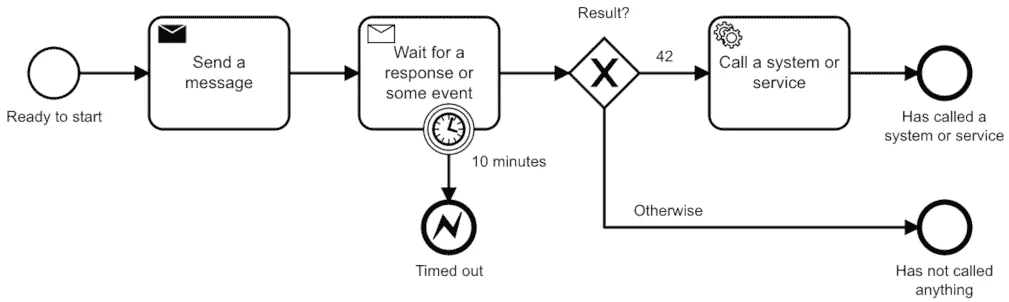 Result?
Ready to start
Send a
message
Wait for a
response or
some event
10 minutes
Timed out
X
42
Call a system or
service
Has called a
system or service
Otherwise
Has not called
anything